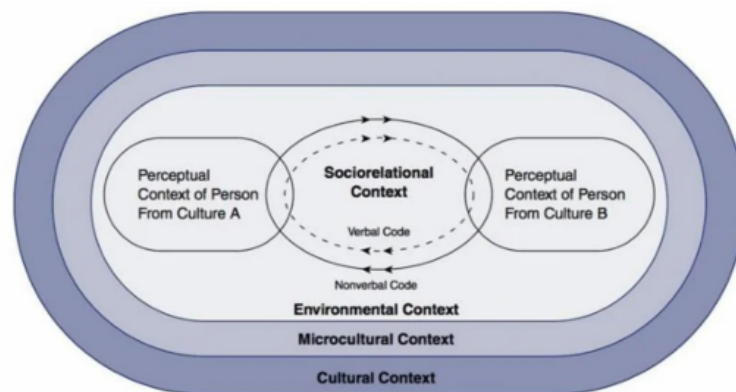 Perceptual
Context of Person
From Culture A
Sociorelational
Context
Verbal Code
Nonverbal Code
Perceptual
Context of Person
From Culture B
Environmental Context
Microcultural Context
Cultural Context